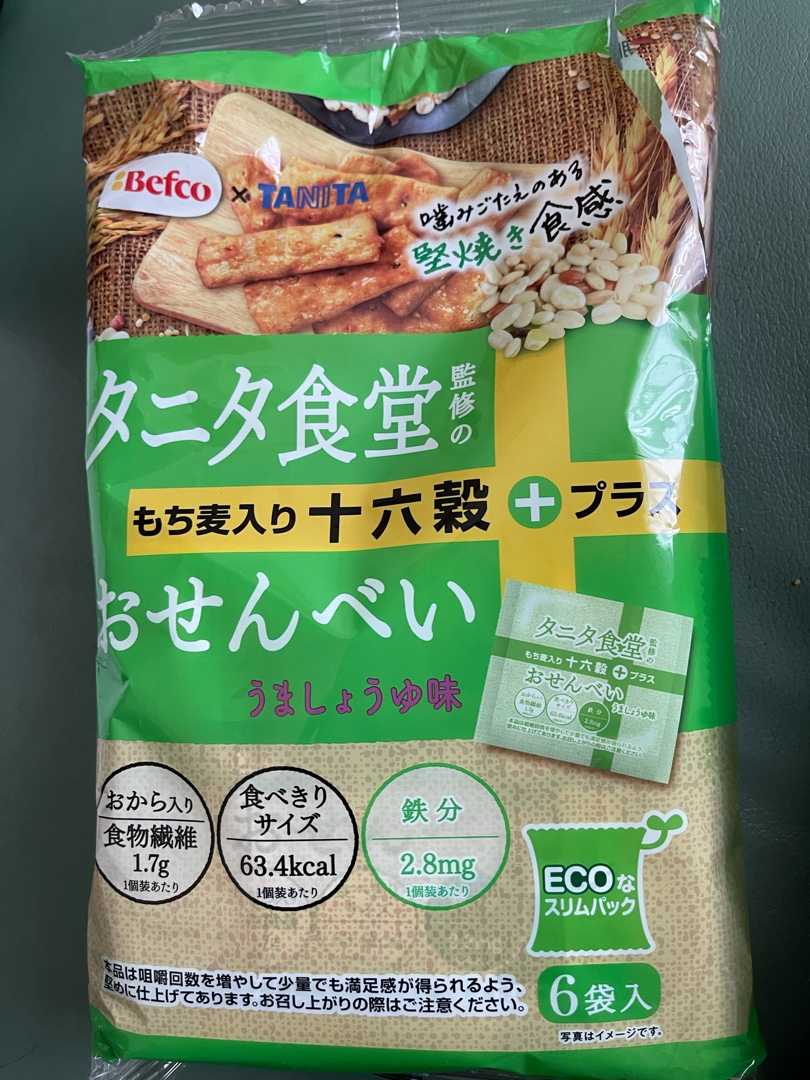 Befco × TANITA
噛みごたえのある
堅焼き食感
タニタ食堂監修の
もち麦入り十六穀+プラス
おせんべい
うましょうゆ味
タニタ食堂監修の
もち麦入り十六穀+プラス
おせんべい
うましょうゆ味
おから入り
食物繊維
1.7g
1個装あたり
食べきり
サイズ
63.4kcal
1個装あたり
鉄分
2.8mg
1個装あたり
ECOな
スリムパック
本品は咀嚼回数を増やして少量でも満足感が得られるよう、
堅めに仕上げてあります。お召し上がりの際はご注意ください。
6袋入
写真はイメージです。